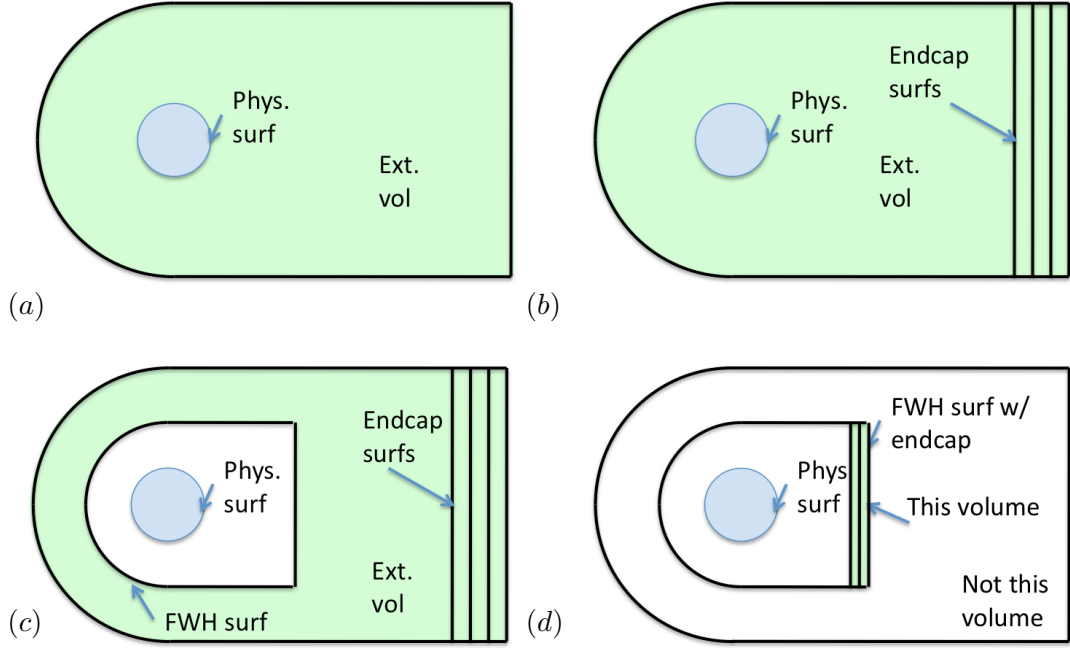 Phys.
surf
Ext.
vol
(a)
Endcap
surfs
Phys.
surf
Ext.
vol
(b)
Endcap
surfs
Phys.
surf
Ext.
vol
FWH surf
(c)
FWH surf w/
endcap
Phys
surf
This volume
Not this
volume
(d)